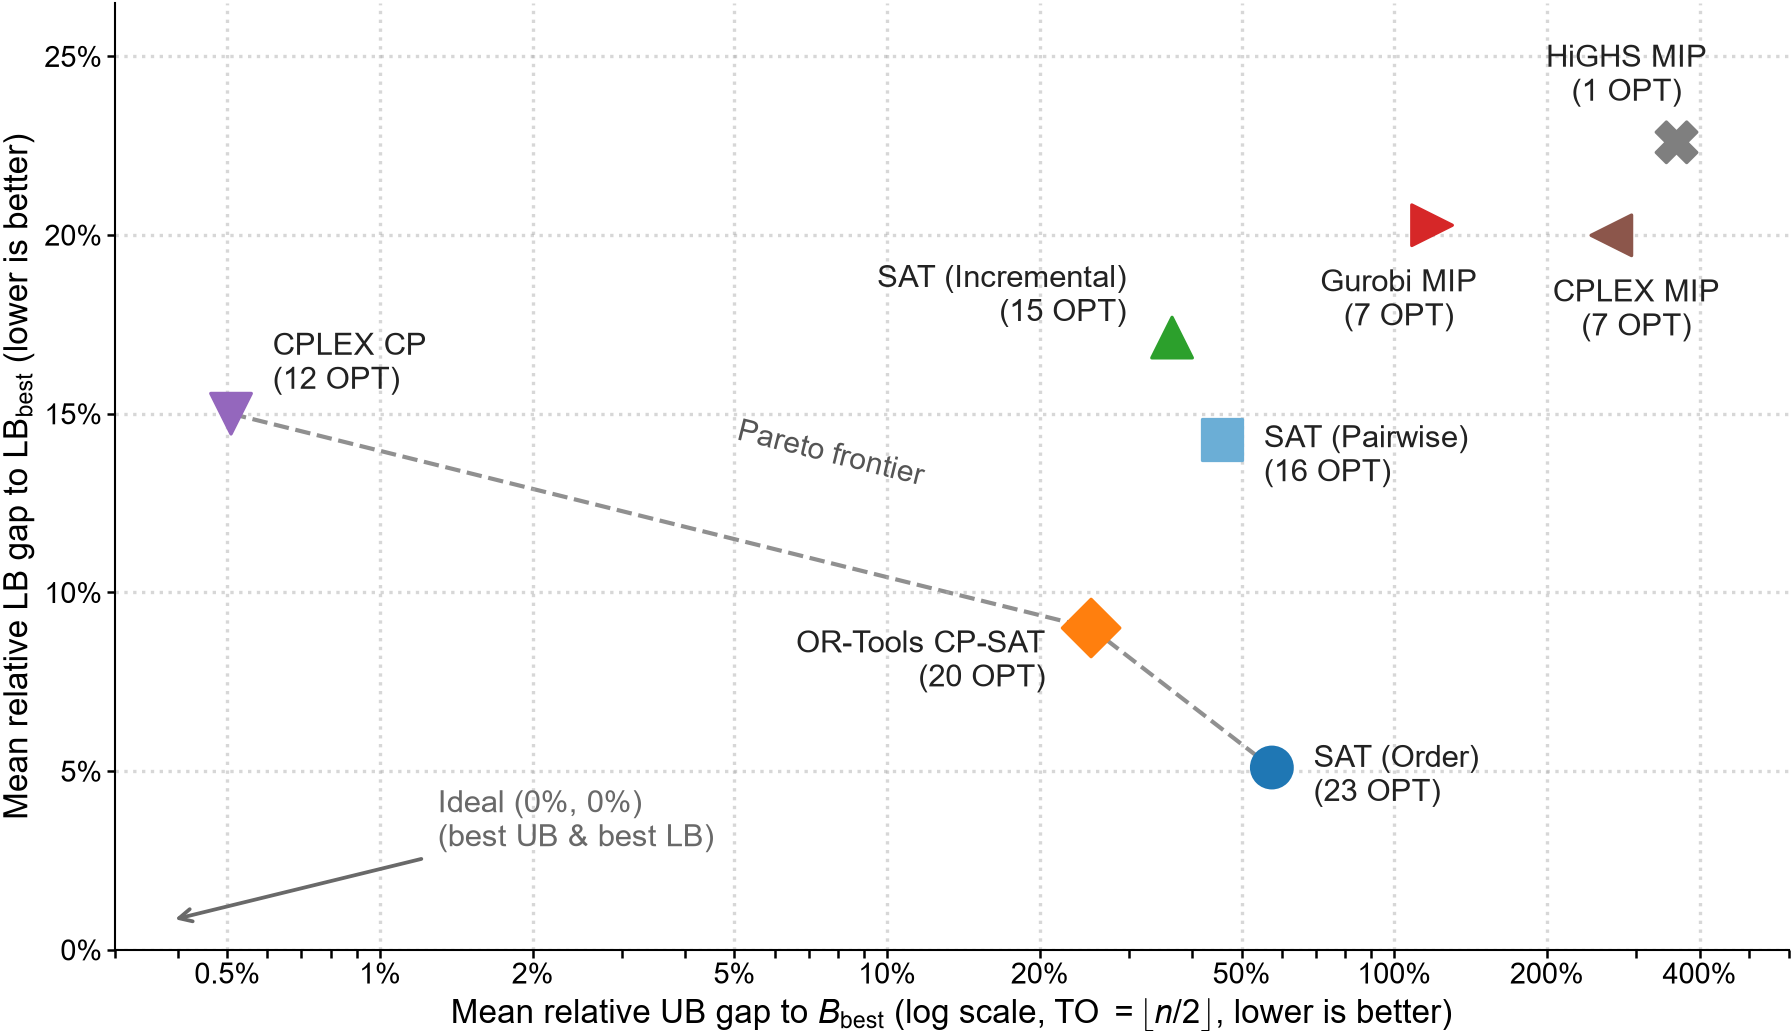 25%
20%
15%
10%
5%
0%
Mean relative LB gap to LB_best (lower is better)
HiGHS MIP
(1 OPT)
SAT (Incremental)
(15 OPT)
Gurobi MIP
(7 OPT)
CPLEX MIP
(7 OPT)
CPLEX CP
(12 OPT)
Pareto frontier
SAT (Pairwise)
(16 OPT)
OR-Tools CP-SAT
(20 OPT)
SAT (Order)
(23 OPT)
Ideal (0%, 0%)
(best UB & best LB)
0.5% 1% 2% 5% 10% 20% 50% 100% 200% 400%
Mean relative UB gap to B_best (log scale, TO = ⌊n/2⌋, lower is better)